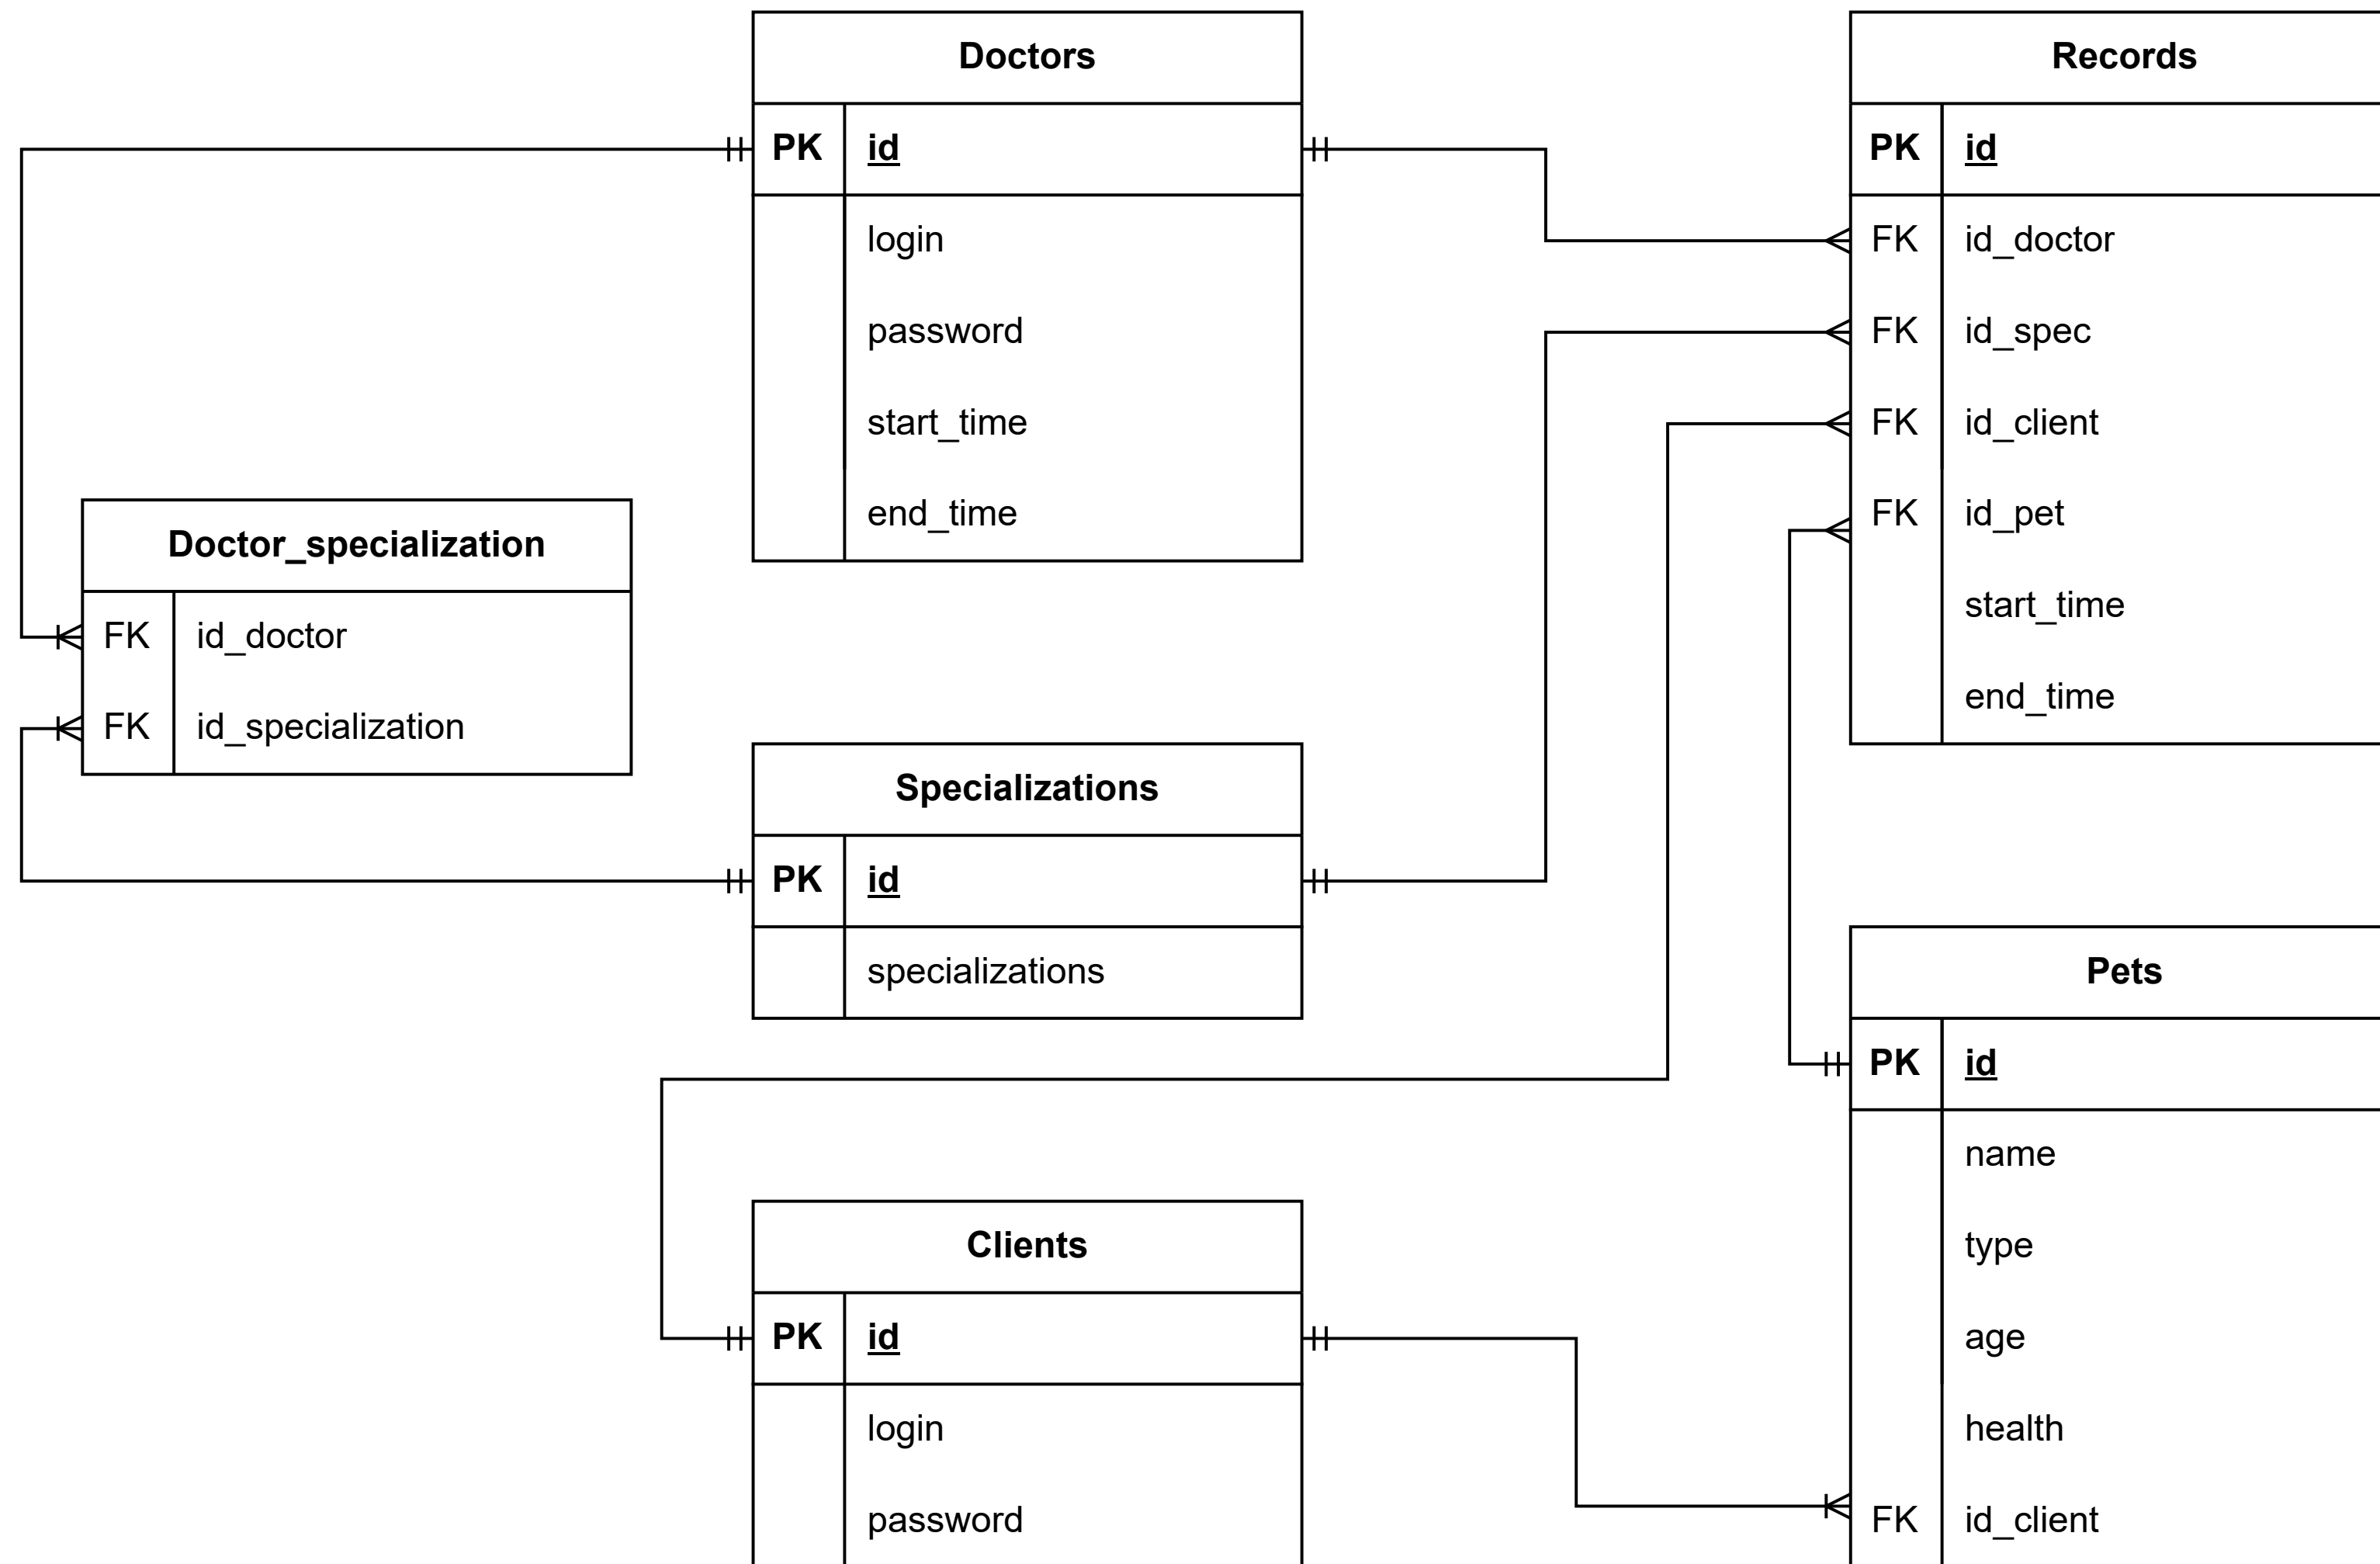 Doctors
PK id
login
password
start_time
end_time
Records
PK id
FK id_doctor
FK id_spec
FK id_client
FK id_pet
start_time
end_time
Doctor_specialization
FK id_doctor
FK id_specialization
Specializations
PK id
specializations
Pets
PK id
name
type
age
health
FK id_client
Clients
PK id
login
password